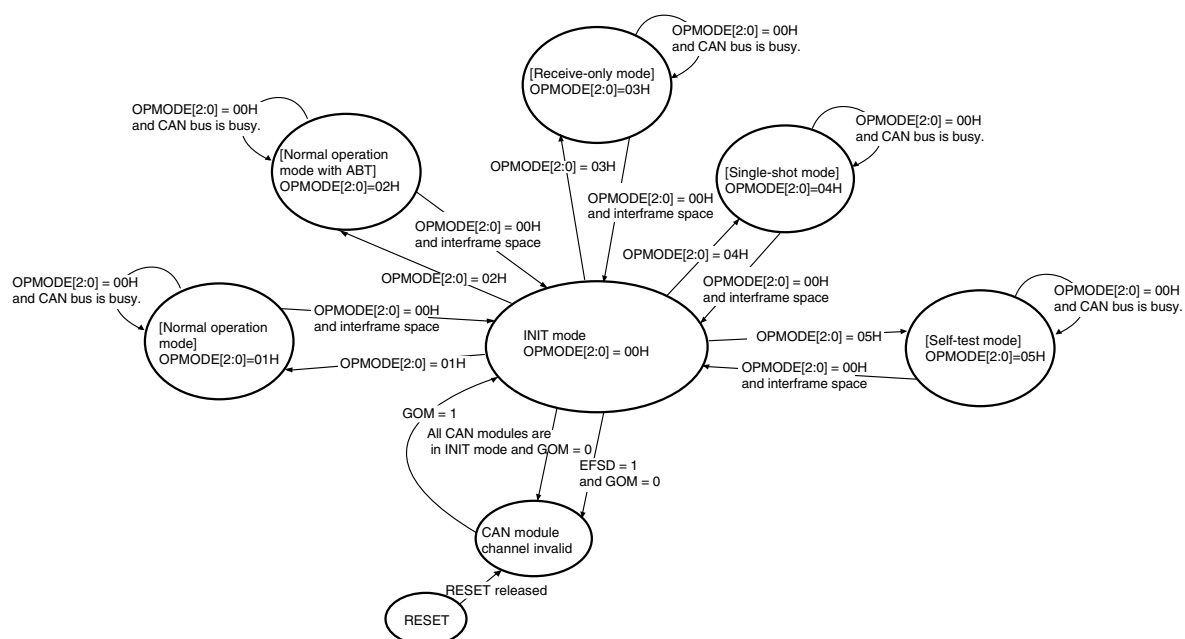 OPMODE[2:0] = 00H
and CAN bus is busy.
[Receive-only mode]
OPMODE[2:0]=03H
OPMODE[2:0] = 00H
and CAN bus is busy.
[Normal operation
mode with ABT]
OPMODE[2:0]=02H
OPMODE[2:0] = 00H
and CAN bus is busy.
[Single-shot mode]
OPMODE[2:0]=04H
OPMODE[2:0] = 03H
OPMODE[2:0] = 00H
and interframe space
OPMODE[2:0] = 00H
and interframe space
OPMODE[2:0] = 04H
OPMODE[2:0] = 02H
OPMODE[2:0] = 00H
and interframe space
OPMODE[2:0] = 00H
and CAN bus is busy.
[Normal operation
mode]
OPMODE[2:0]=01H
OPMODE[2:0] = 00H
and interframe space
OPMODE[2:0] = 01H
INIT mode
OPMODE[2:0] = 00H
OPMODE[2:0] = 05H
OPMODE[2:0] = 00H
and interframe space
OPMODE[2:0] = 00H
and CAN bus is busy.
[Self-test mode]
OPMODE[2:0]=05H
GOM = 1
All CAN modules are
in INIT mode and GOM = 0
EFSD = 1
and GOM = 0
CAN module
channel invalid
RESET released
RESET